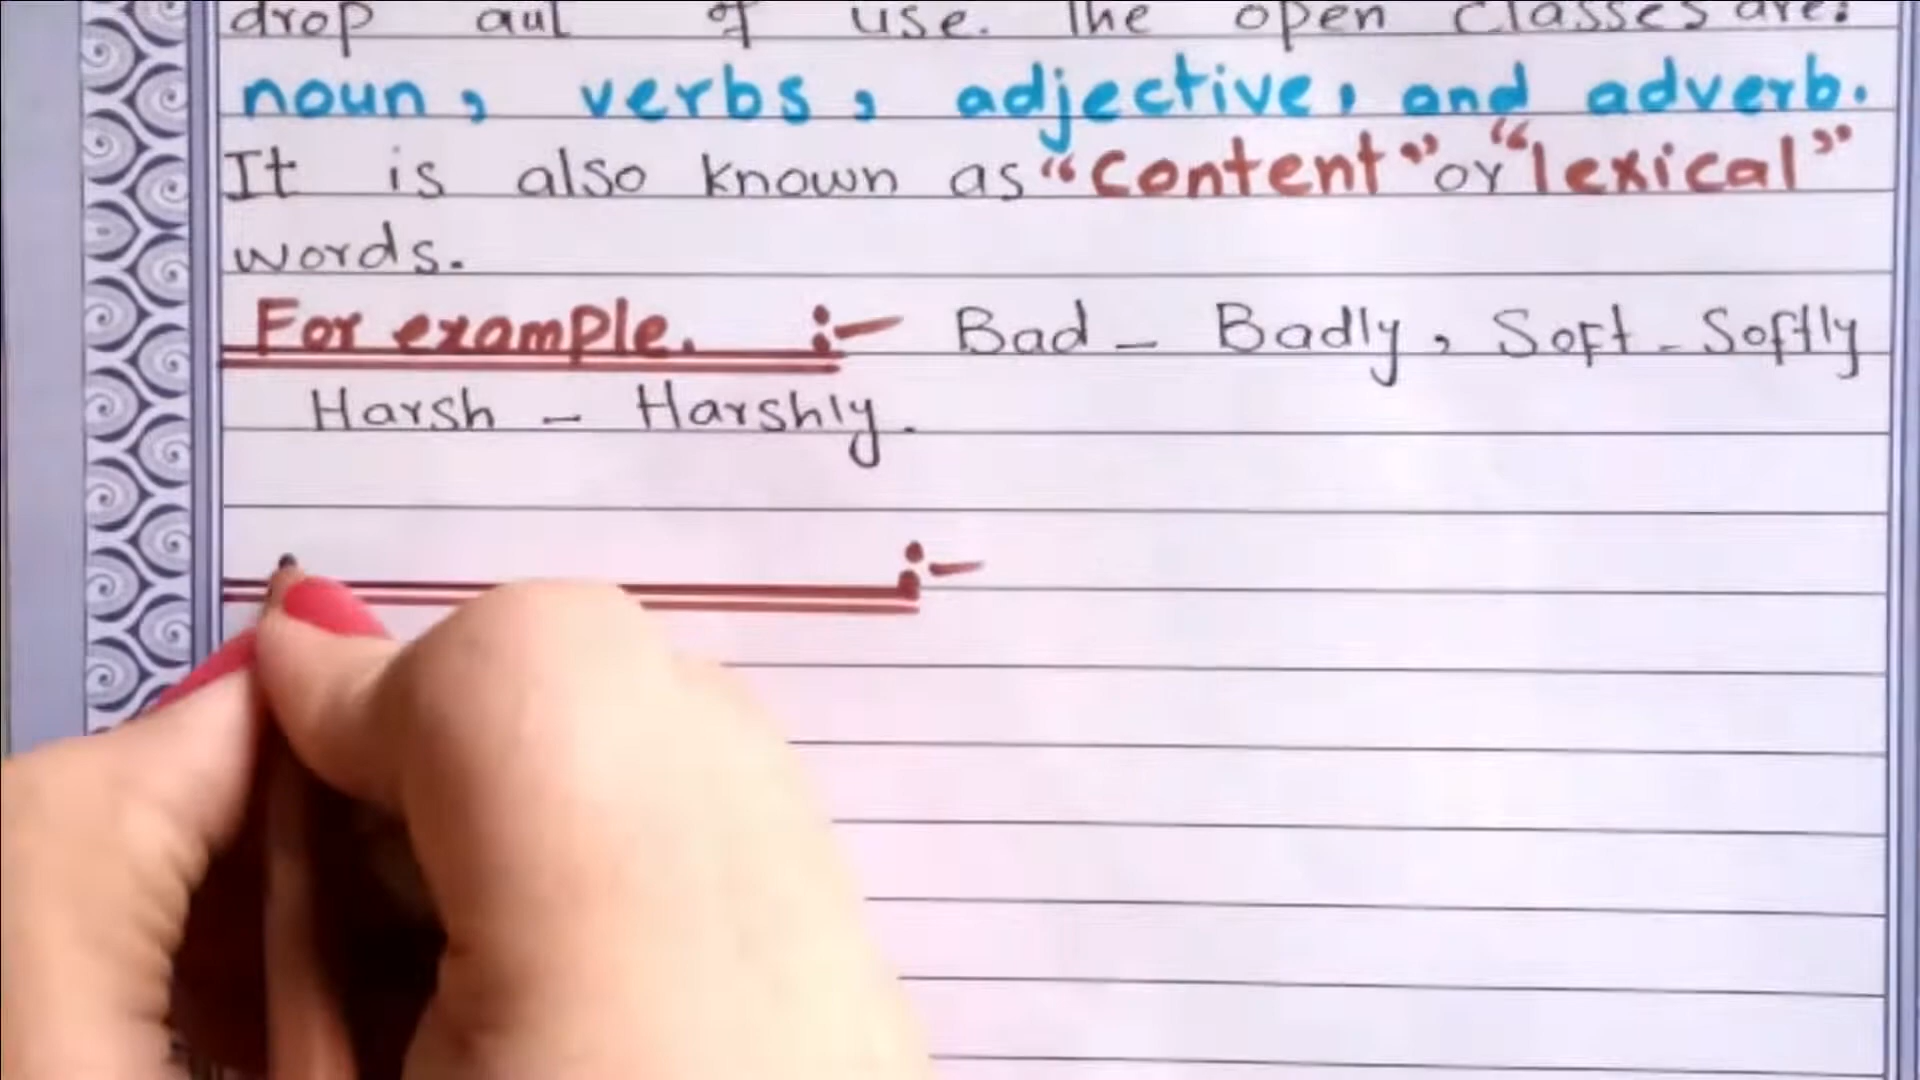 drop aut of use. The open classes are:
noun, verbs, adjective, and adverb.
It is also known as "content" or "lexical"
words.
For example. :- Bad - Badly, Soft - Softly
Harsh - Harshly.
:-